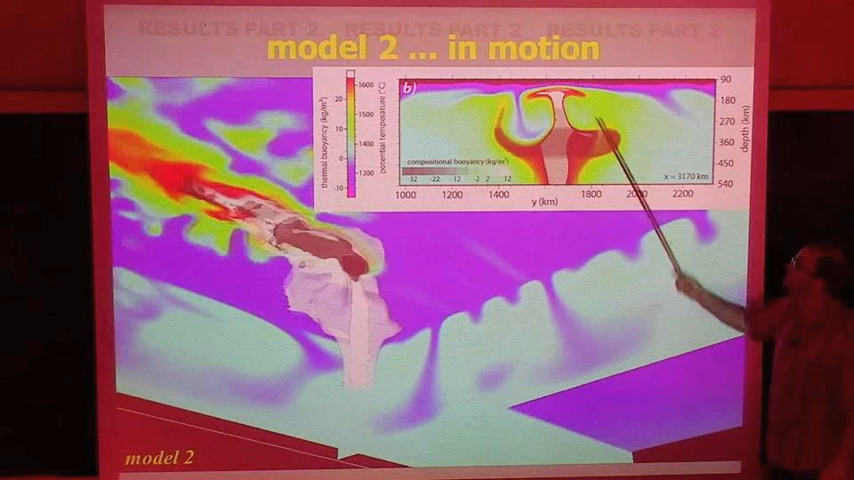 RESULTS PART 2 RESULTS PART 2 RESULTS PART 2
model 2 ... in motion
b)
thermal buoyancy (kg/m³)
20
10
0
-10
potential temperature (°C)
1600
1500
1400
1300
compositional buoyancy (kg/m³)
-32 -22 -12 -2 2 12
x = 3170 km
90
180
270
360
450
540
depth (km)
1000 1200 1400 1600 1800 2000 2200
y (km)
model 2